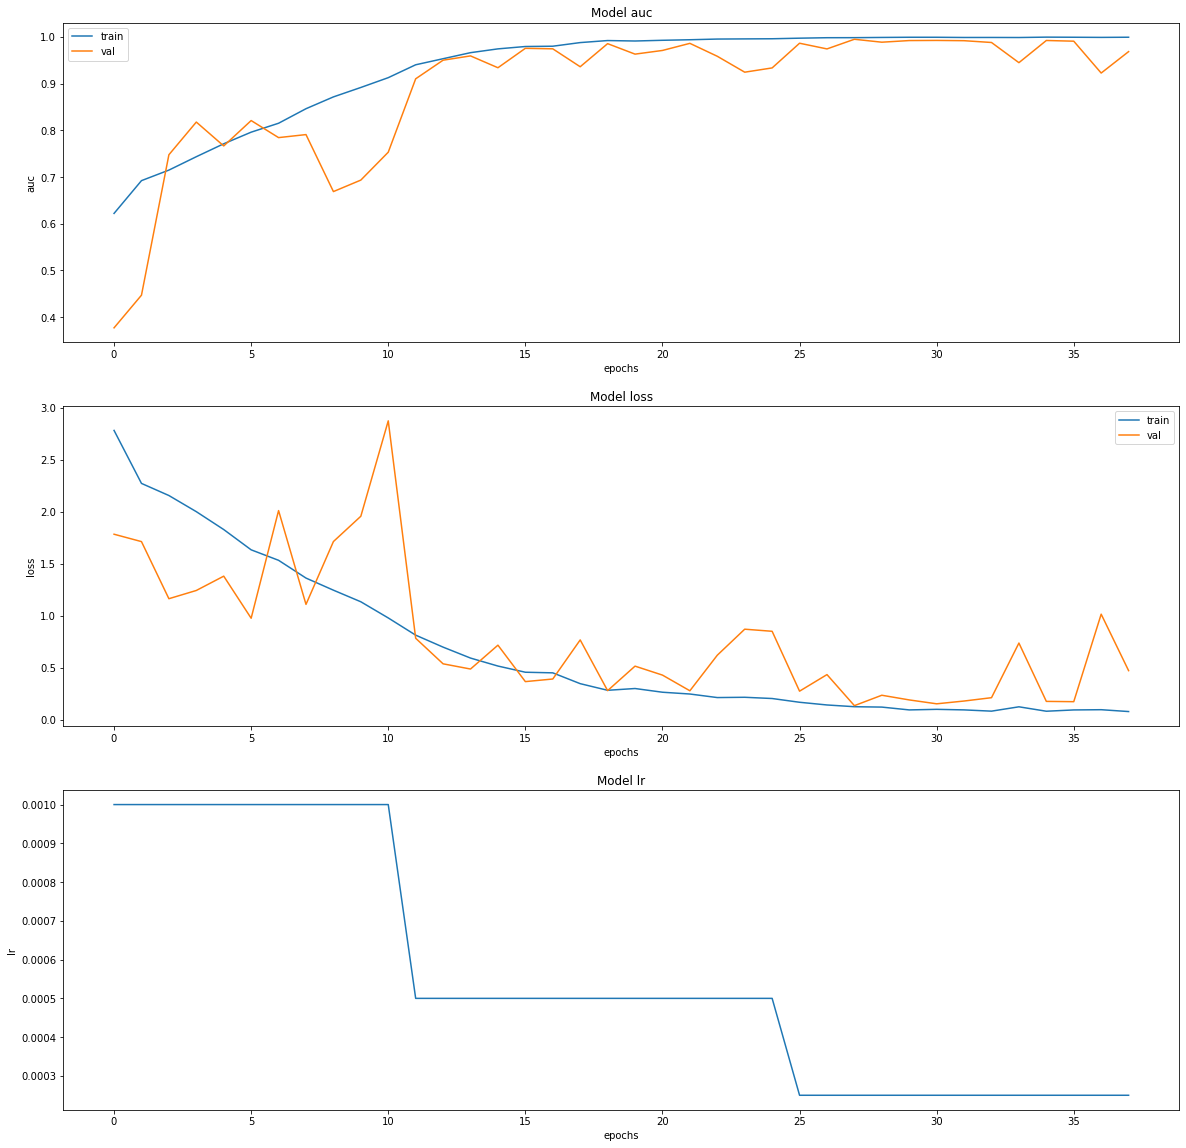 Model auc
train
val
1.0
0.9
0.8
0.7
0.6
0.5
0.4
auc
0 5 10 15 20 25 30 35
epochs
Model loss
train
val
3.0
2.5
2.0
1.5
1.0
0.5
0.0
loss
0 5 10 15 20 25 30 35
epochs
Model lr
0.0010
0.0009
0.0008
0.0007
0.0006
0.0005
0.0004
0.0003
lr
0 5 10 15 20 25 30 35
epochs